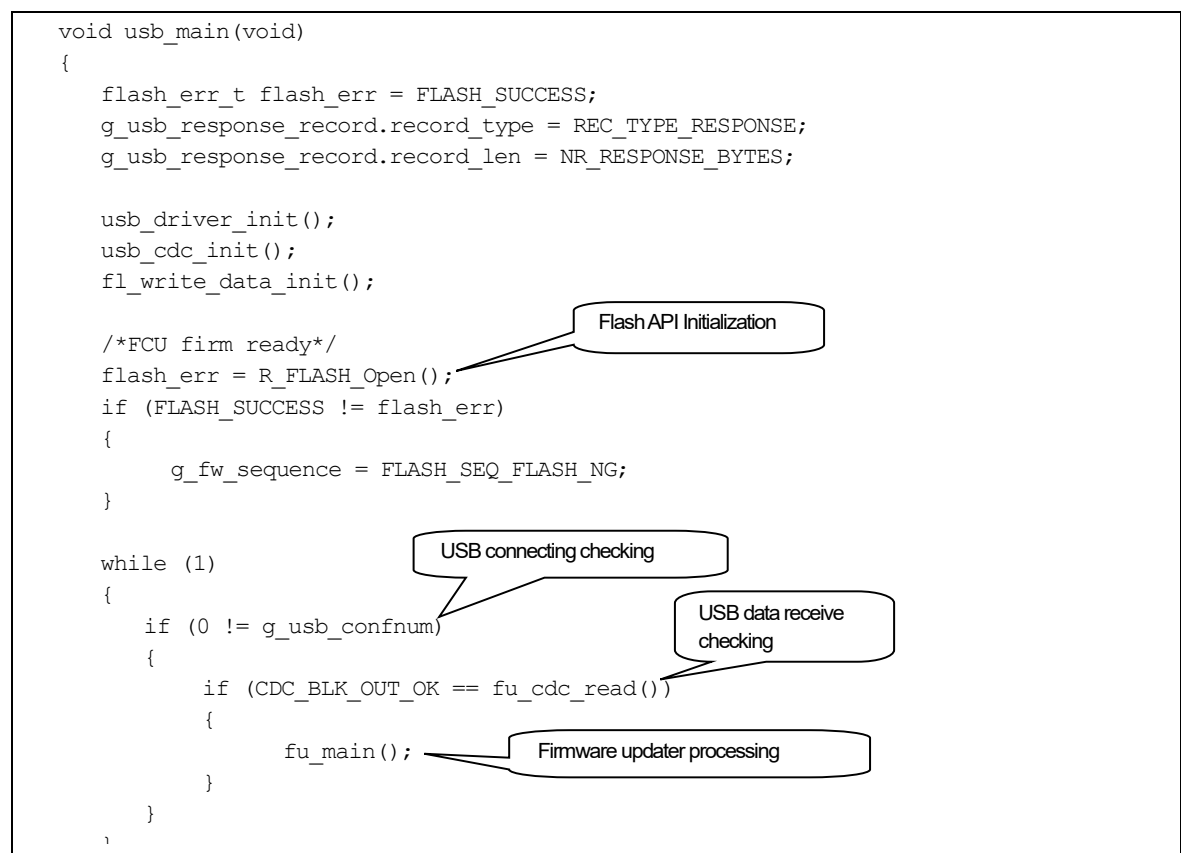 void usb_main(void)
{
flash_err_t flash_err = FLASH_SUCCESS;
g_usb_response_record.record_type = REC_TYPE_RESPONSE;
g_usb_response_record.record_len = NR_RESPONSE_BYTES;
usb_driver_init();
usb_cdc_init();
fl_write_data_init();
Flash API Initialization
/*FCU firm ready*/
flash_err = R_FLASH_Open();
if (FLASH_SUCCESS != flash_err)
{
g_fw_sequence = FLASH_SEQ_FLASH_NG;
}
USB connecting checking
while (1)
{
if (0 != g_usb_confnum)
USB data receive
checking
{
if (CDC_BLK_OUT_OK == fu_cdc_read())
{
fu_main();
Firmware updater processing
}
}
}